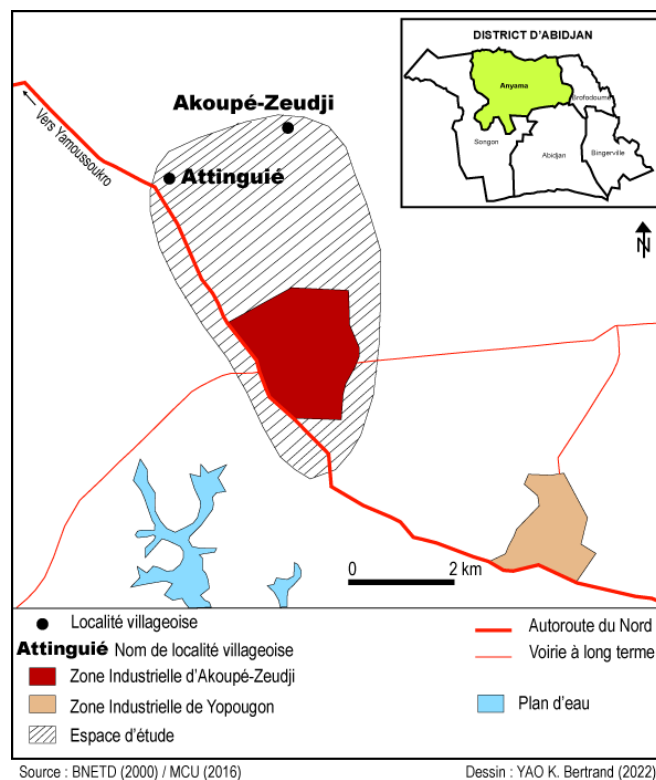 DISTRICT D'ABIDJAN
Anyama
Brofodoumé
Songon
Abidjan
Bingerville
N
Vers Yamoussoukro
Akoupé-Zeudji
Attinguié
0 2 km
Localité villageoise
Attinguié Nom de localité villageoise
Zone Industrielle d'Akoupé-Zeudji
Zone Industrielle de Yopougon
Espace d'étude
Autoroute du Nord
Voirie à long terme
Plan d'eau
Source : BNETD (2000) / MCU (2016)
Dessin : YAO K. Bertrand (2022)